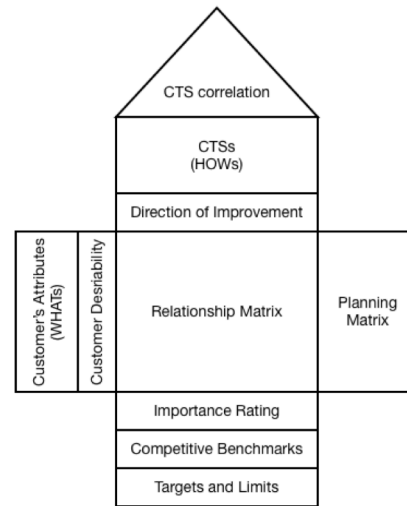 CTS correlation
CTSs
(HOWs)
Direction of Improvement
Customer's Attributes
(WHATs)
Customer Desriability
Relationship Matrix
Planning
Matrix
Importance Rating
Competitive Benchmarks
Targets and Limits